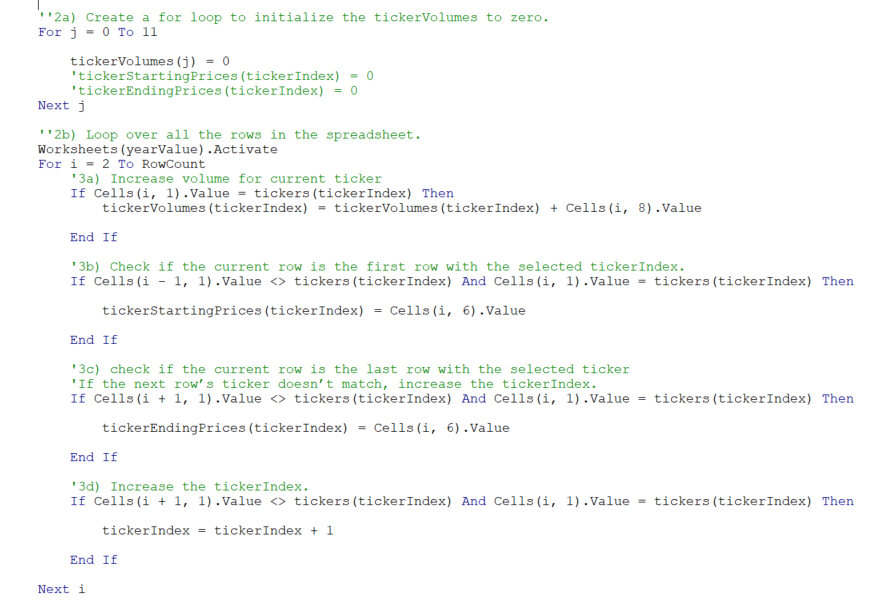 ''2a) Create a for loop to initialize the tickerVolumes to zero.
For j = 0 To 11
tickerVolumes(j) = 0
'tickerStartingPrices(tickerIndex) = 0
'tickerEndingPrices(tickerIndex) = 0
Next j
''2b) Loop over all the rows in the spreadsheet.
Worksheets(yearValue).Activate
For i = 2 To RowCount
'3a) Increase volume for current ticker
If Cells(i, 1).Value = tickers(tickerIndex) Then
tickerVolumes(tickerIndex) = tickerVolumes(tickerIndex) + Cells(i, 8).Value
End If
'3b) Check if the current row is the first row with the selected tickerIndex.
If Cells(i - 1, 1).Value <> tickers(tickerIndex) And Cells(i, 1).Value = tickers(tickerIndex) Then
tickerStartingPrices(tickerIndex) = Cells(i, 6).Value
End If
'3c) check if the current row is the last row with the selected ticker
'If the next row’s ticker doesn’t match, increase the tickerIndex.
If Cells(i + 1, 1).Value <> tickers(tickerIndex) And Cells(i, 1).Value = tickers(tickerIndex) Then
tickerEndingPrices(tickerIndex) = Cells(i, 6).Value
End If
'3d) Increase the tickerIndex.
If Cells(i + 1, 1).Value <> tickers(tickerIndex) And Cells(i, 1).Value = tickers(tickerIndex) Then
tickerIndex = tickerIndex + 1
End If
Next i